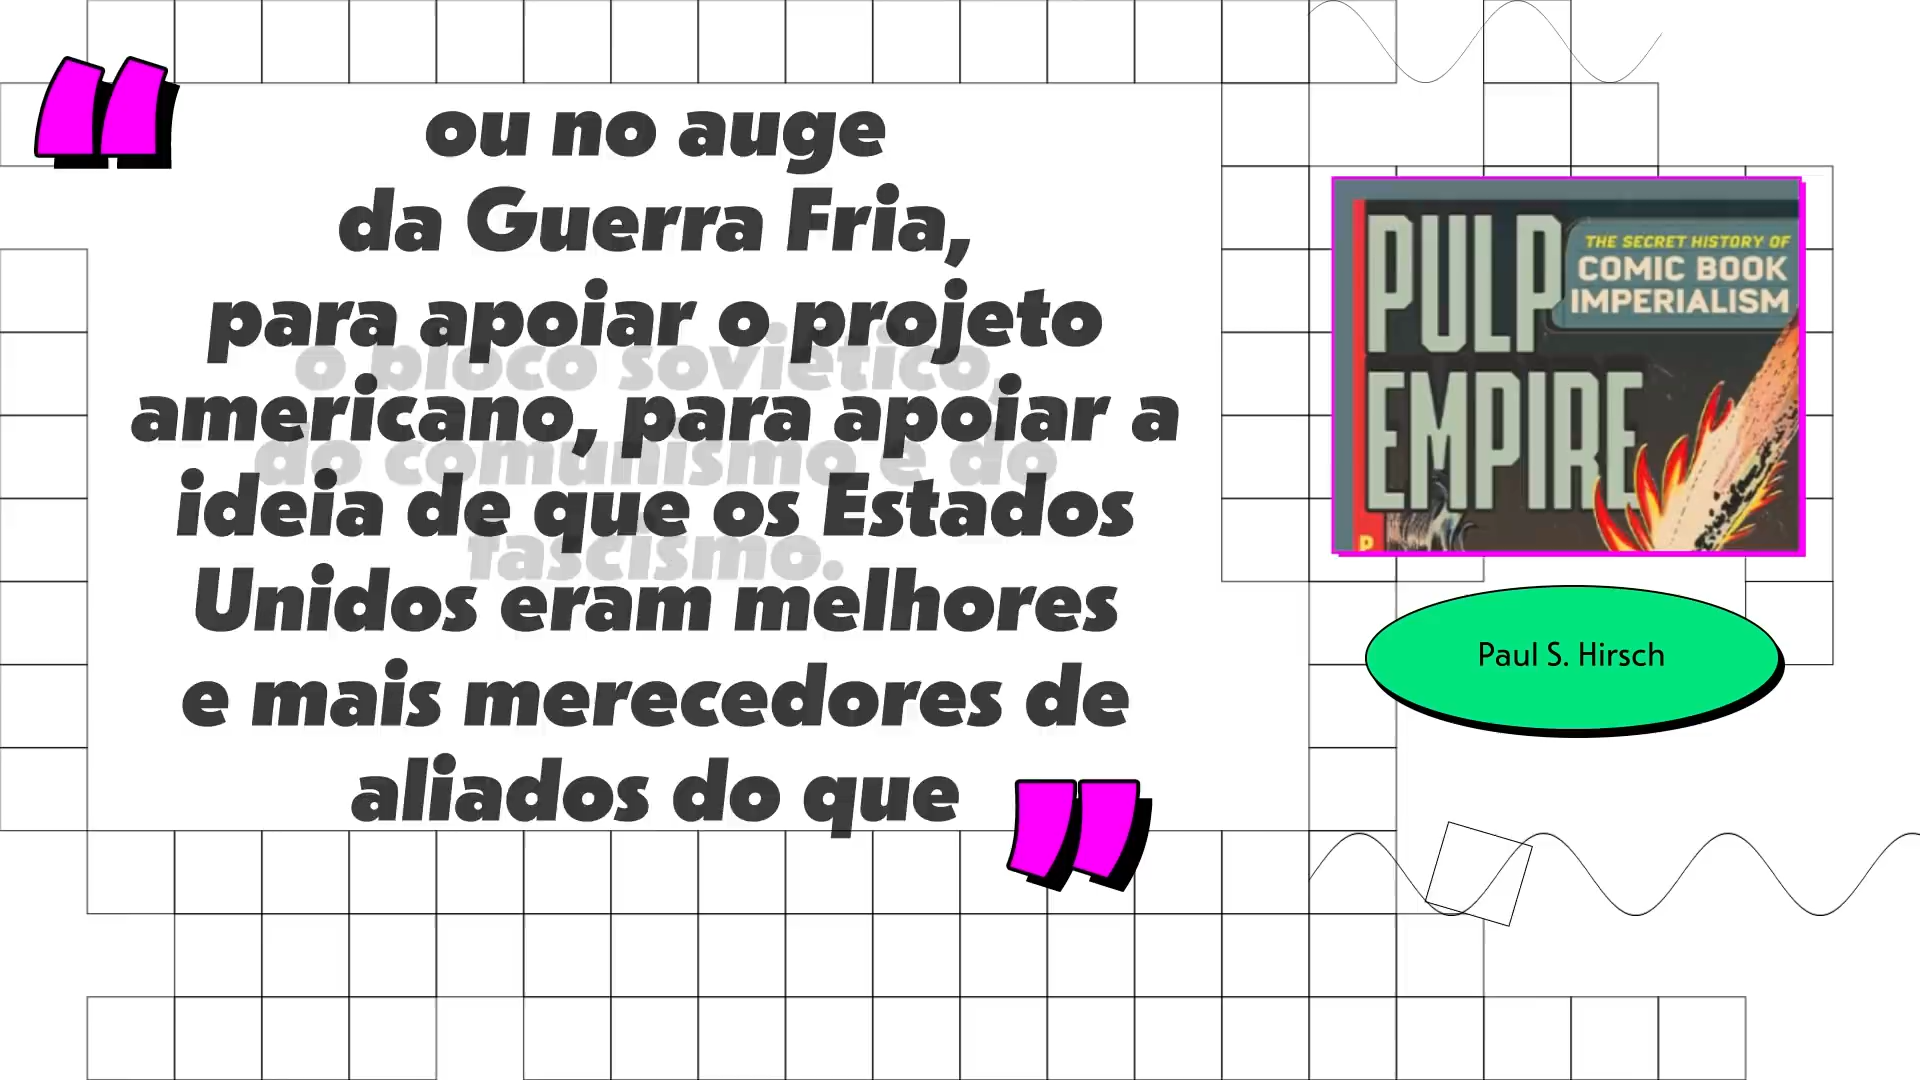 ou no auge
da Guerra Fria,
para apoiar o projeto
americano, para apoiar a
ideia de que os Estados
Unidos eram melhores
e mais merecedores de
aliados do que
o bloco soviético,
do comunismo e do
fascismo.
THE SECRET HISTORY OF
COMIC BOOK
IMPERIALISM
PULP
EMPIRE
P
Paul S. Hirsch